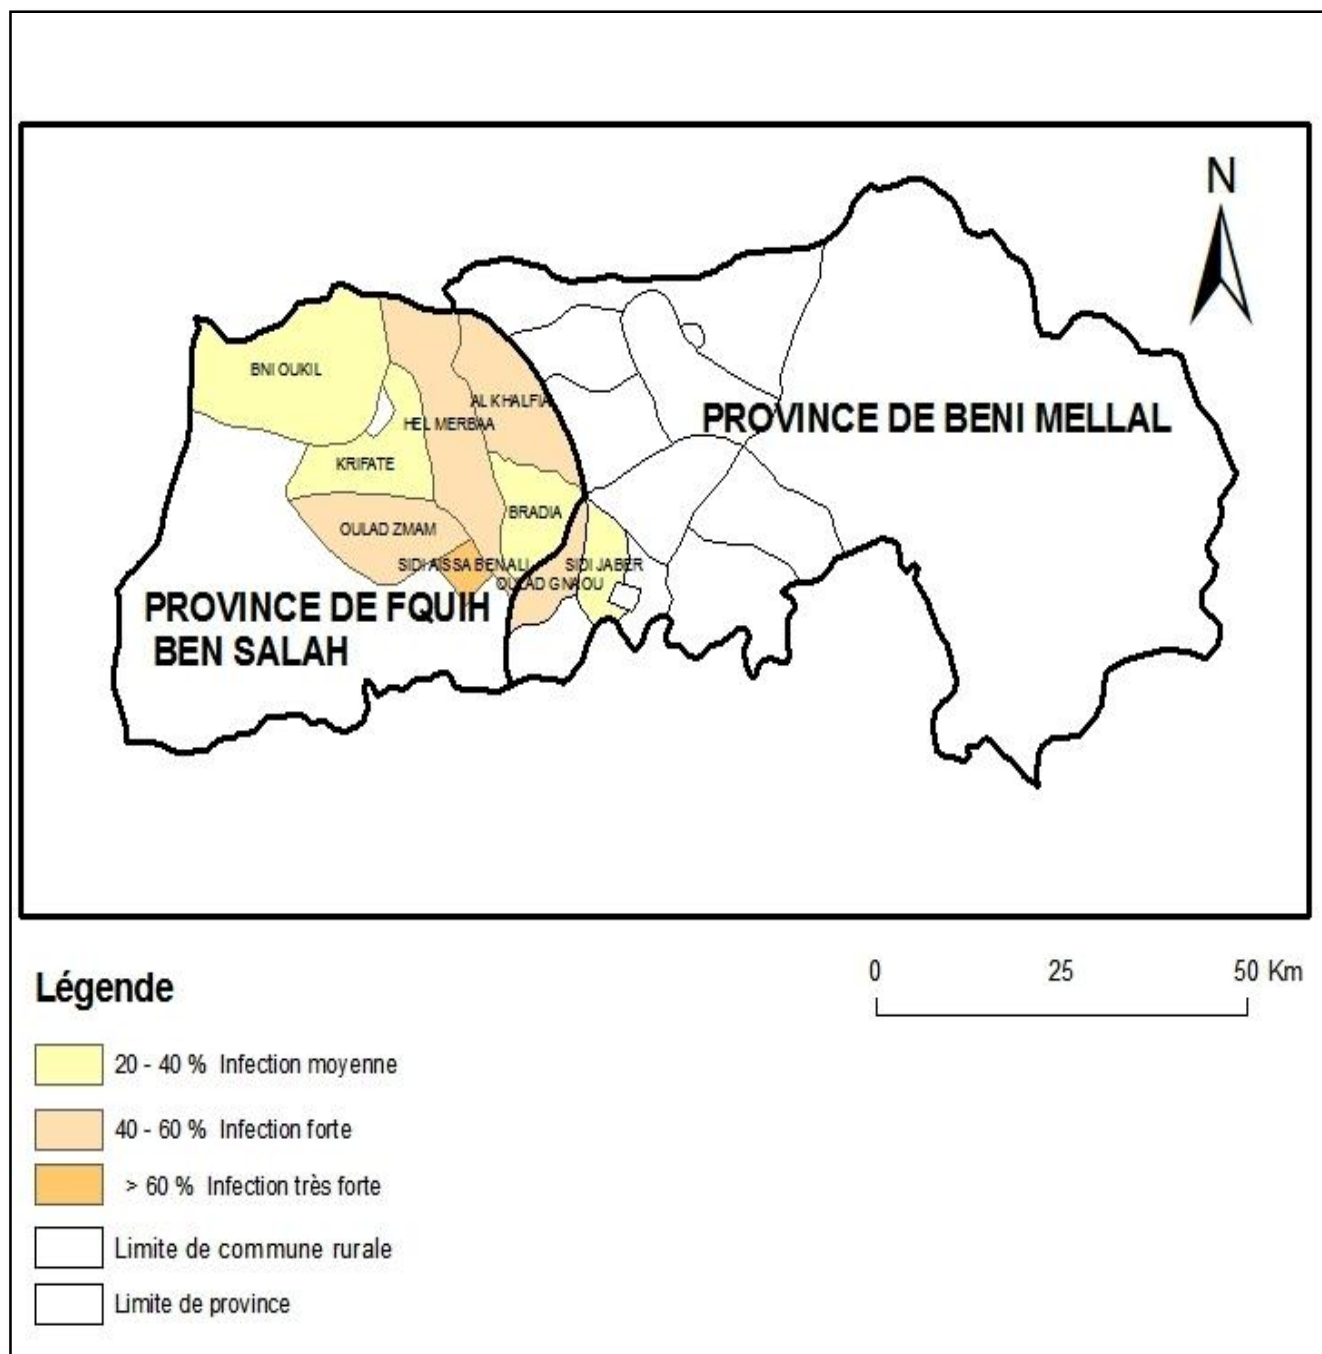 N
BNI OUKIL
AL KHALFIA
HEL MERBAA
PROVINCE DE BENI MELLAL
KRIFATE
BRADIA
OULAD ZMAM
SIDI AISSA BEN ALI
SIDI JABER
OULAD GNAOU
PROVINCE DE FQUIH
BEN SALAH
Légende
0 25 50 Km
20 - 40 % Infection moyenne
40 - 60 % Infection forte
> 60 % Infection très forte
Limite de commune rurale
Limite de province